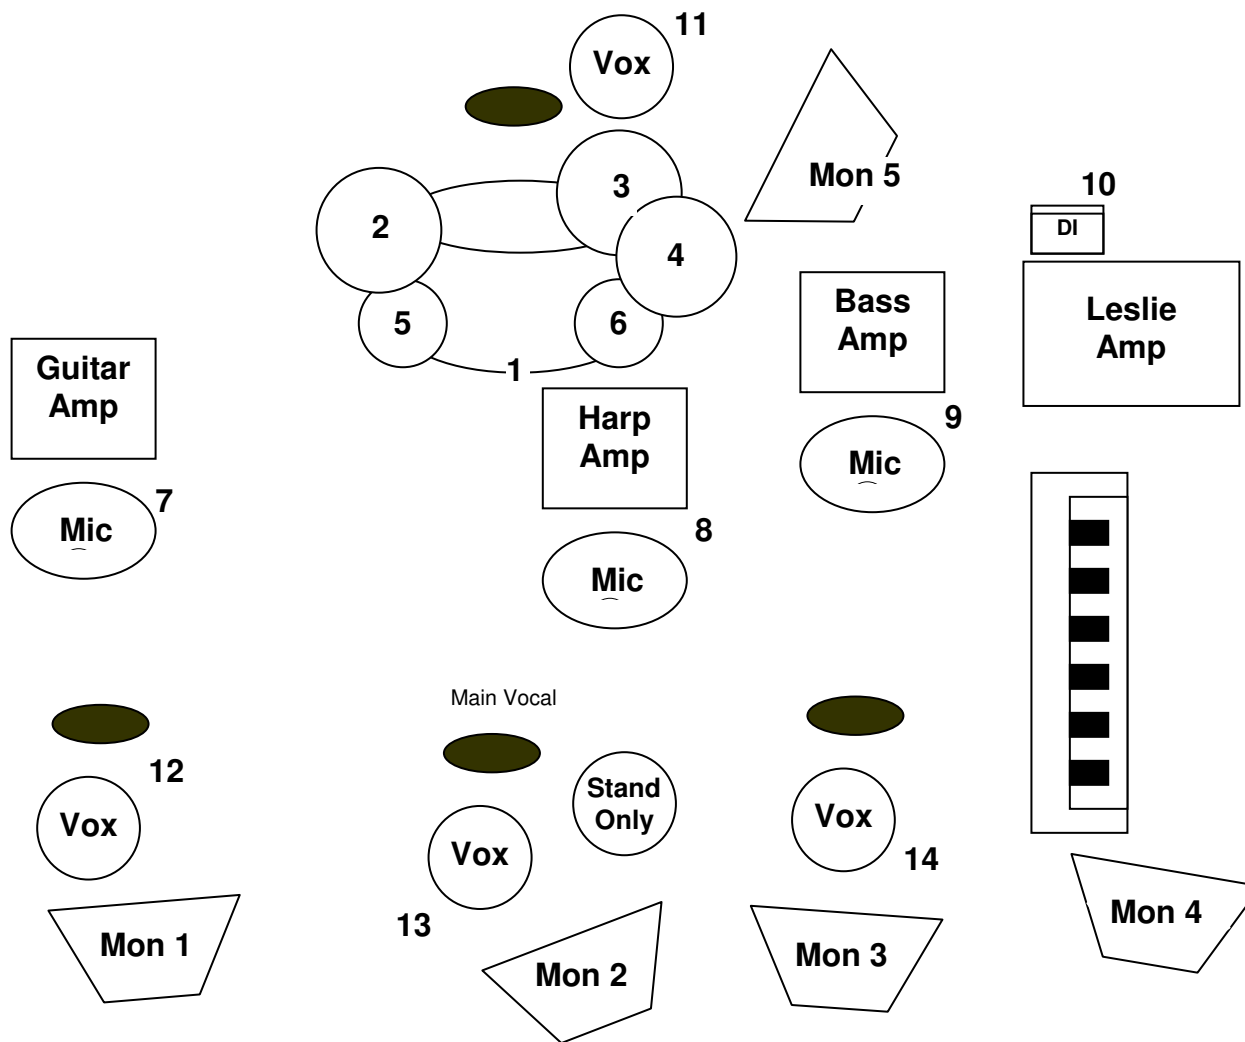 11
Vox
3
Mon 5
10
2
DI
4
Bass
Amp
Leslie
Amp
5
6
1
Guitar
Amp
Harp
Amp
9
Mic
7
Mic
8
Mic
Main Vocal
12
Stand
Only
Vox
Vox
Vox
14
13
Mon 1
Mon 2
Mon 3
Mon 4